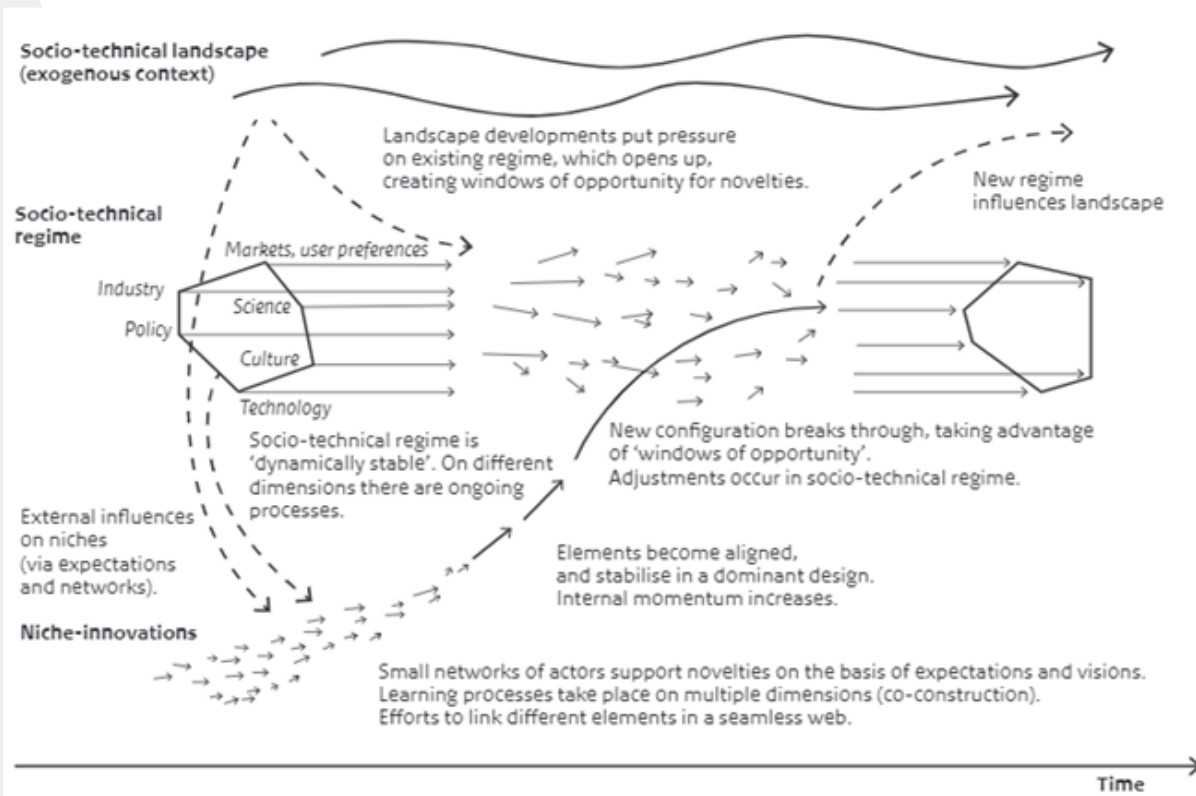 Socio-technical landscape
(exogenous context)
Landscape developments put pressure
on existing regime, which opens up,
creating windows of opportunity for novelties.
New regime
influences landscape
Socio-technical
regime
Markets, user preferences
Industry
Science
Policy
Culture
Technology
Socio-technical regime is
‘dynamically stable’. On different
dimensions there are ongoing
processes.
New configuration breaks through, taking advantage
of ‘windows of opportunity’.
Adjustments occur in socio-technical regime.
External influences
on niches
(via expectations
and networks).
Elements become aligned,
and stabilise in a dominant design.
Internal momentum increases.
Niche-innovations
Small networks of actors support novelties on the basis of expectations and visions.
Learning processes take place on multiple dimensions (co-construction).
Efforts to link different elements in a seamless web.
Time